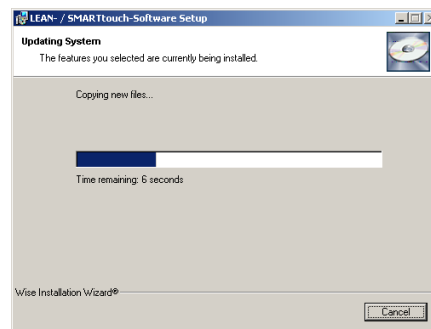 LEAN- / SMARTtouch-Software Setup
Updating System
The features you selected are currently being installed.
Copying new files...
Time remaining: 6 seconds
Wise Installation Wizard®
Cancel